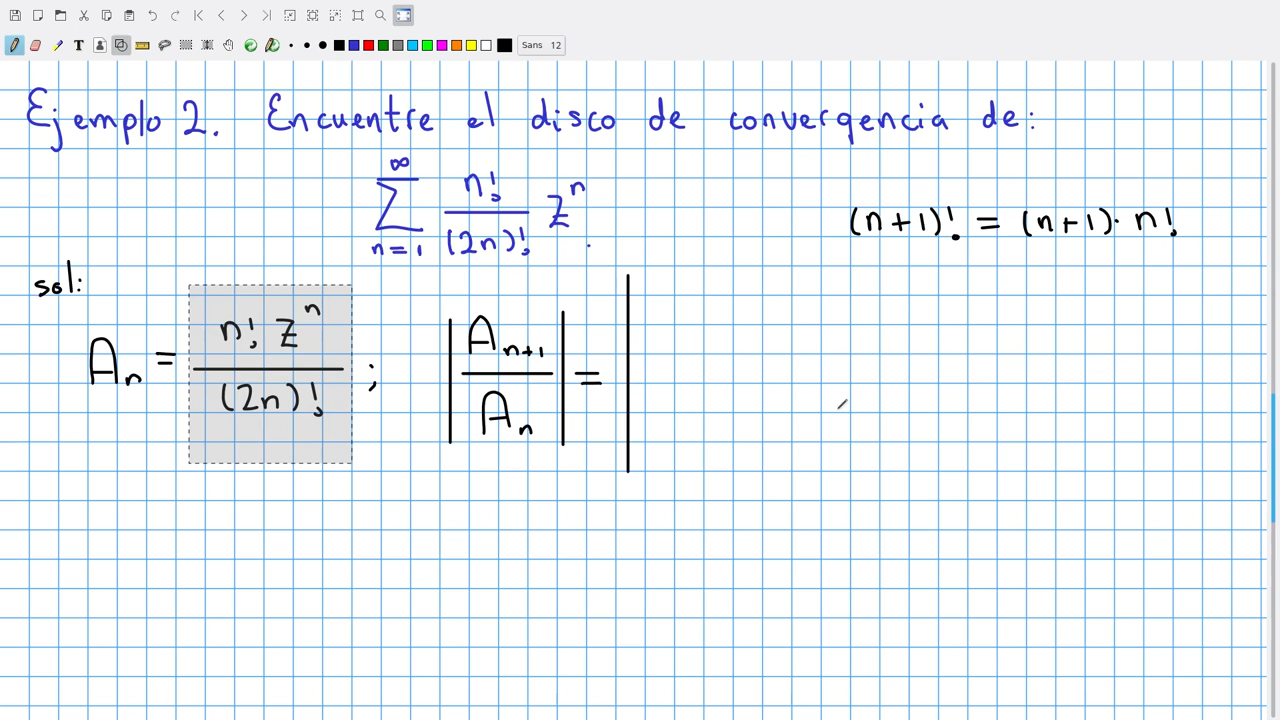 Sans 12
Ejemplo 2. Encuentre el disco de convergencia de:
∑_{n=1}^{∞} n!/(2n)! z^n.
(n+1)! = (n+1)· n!
sol:
A_n = n! z^n/(2n)! ; |A_{n+1}/A_n| = |